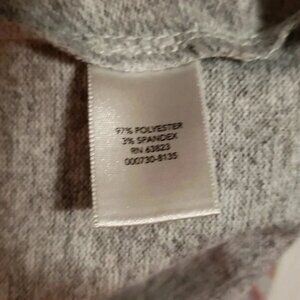 97% POLYESTER
3% SPANDEX
RN 63823
000730-8135